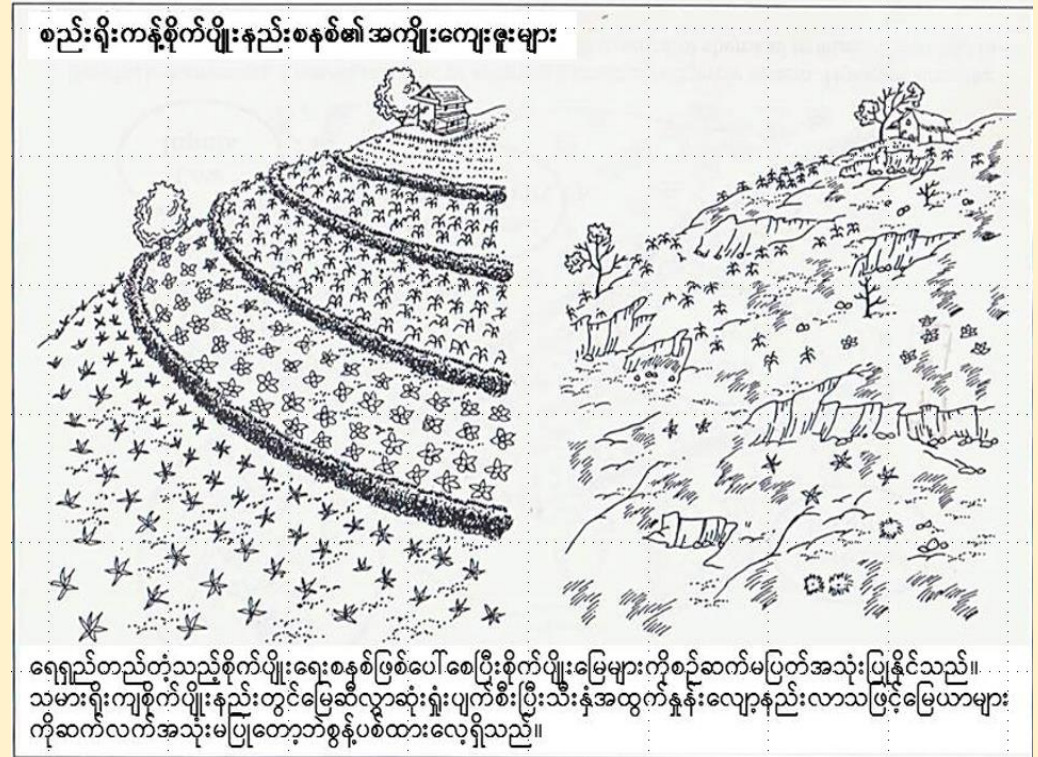 စည်းရိုးကန့်စိုက်ပျိုးနည်းစနစ်၏အကျိုးကျေးဇူးများ
ရေရှည်တည်တံ့သည့်စိုက်ပျိုးရေးစနစ်ဖြစ်ပေါ်စေပြီးစိုက်ပျိုးမြေများကိုစဉ်ဆက်မပြတ်အသုံးပြုနိုင်သည်။
သမားရိုးကျစိုက်ပျိုးနည်းတွင်မြေဆီလွှာဆုံးရှုံးပျက်စီးပြီးသီးနှံအထွက်နှုန်းလျော့နည်းလာသဖြင့်မြေယာများ
ကိုဆက်လက်အသုံးမပြုတော့ဘဲစွန့်ပစ်ထားလေ့ရှိသည်။